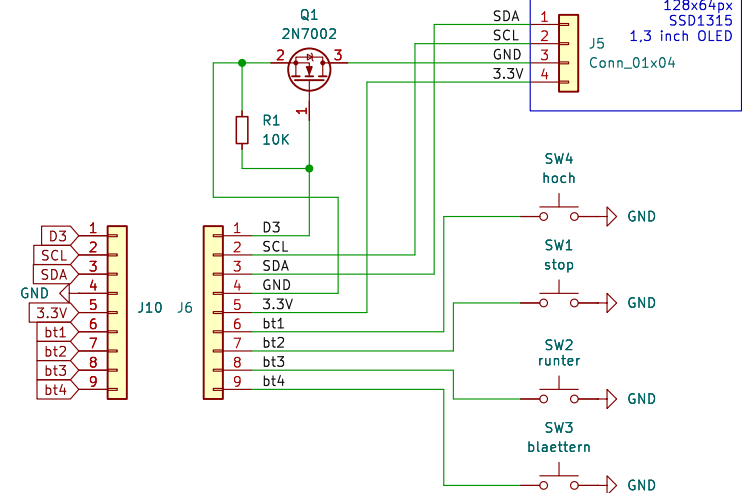 128x64px
SSD1315
1,3 inch OLED
Q1
2N7002
2
3
1
R1
10K
SDA 1
SCL 2
GND 3
3.3V 4
J5
Conn_01x04
SW4
hoch
GND
SW1
stop
GND
SW2
runter
GND
SW3
blaettern
GND
D3 1
SCL 2
SDA 3
GND 4
3.3V 5
bt1 6
bt2 7
bt3 8
bt4 9
J10
J6
1 D3
2 SCL
3 SDA
4 GND
5 3.3V
6 bt1
7 bt2
8 bt3
9 bt4